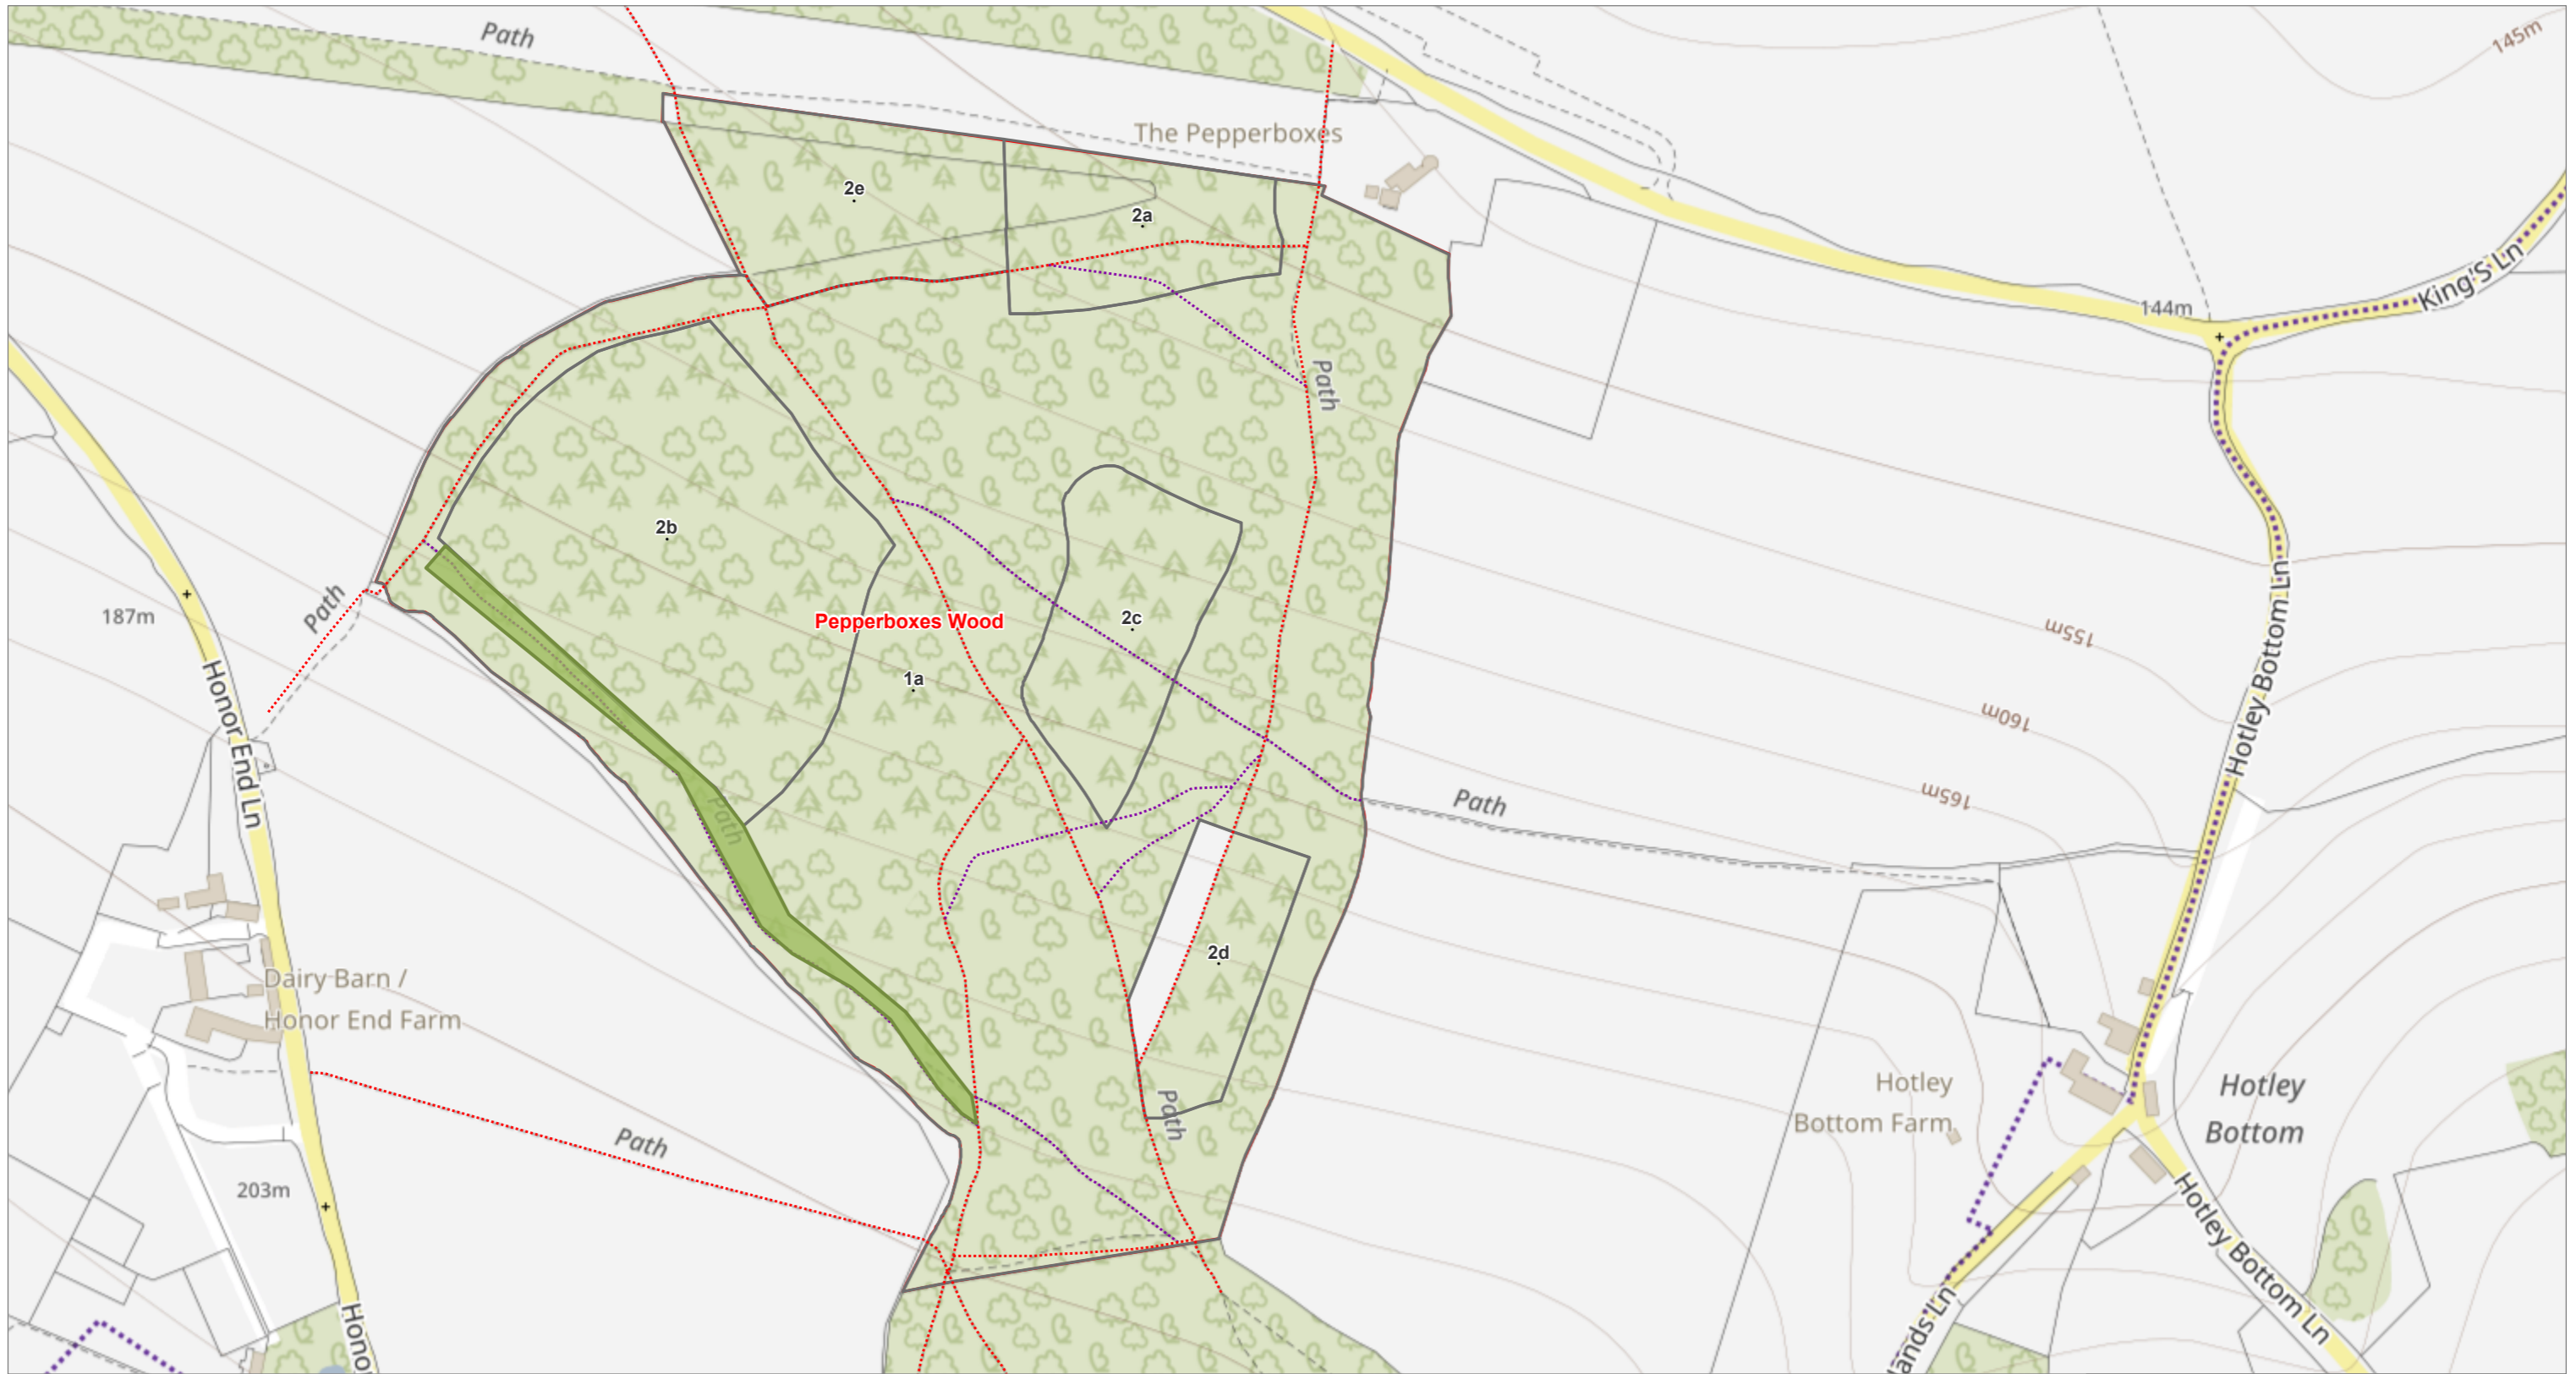 Path
145m
The Pepperboxes
2e
2a
King'S Ln
144m
Path
2b
Path
187m
Pepperboxes Wood
2c
155m
1a
160m
Honor End Ln
Hotley Bottom Ln
165m
Path
Path
2d
Dairy Barn /
Honor End Farm
Path
Hotley
Bottom Farm
Hotley
Bottom
Path
203m
Hotley Bottom Ln
Hono
lands Ln